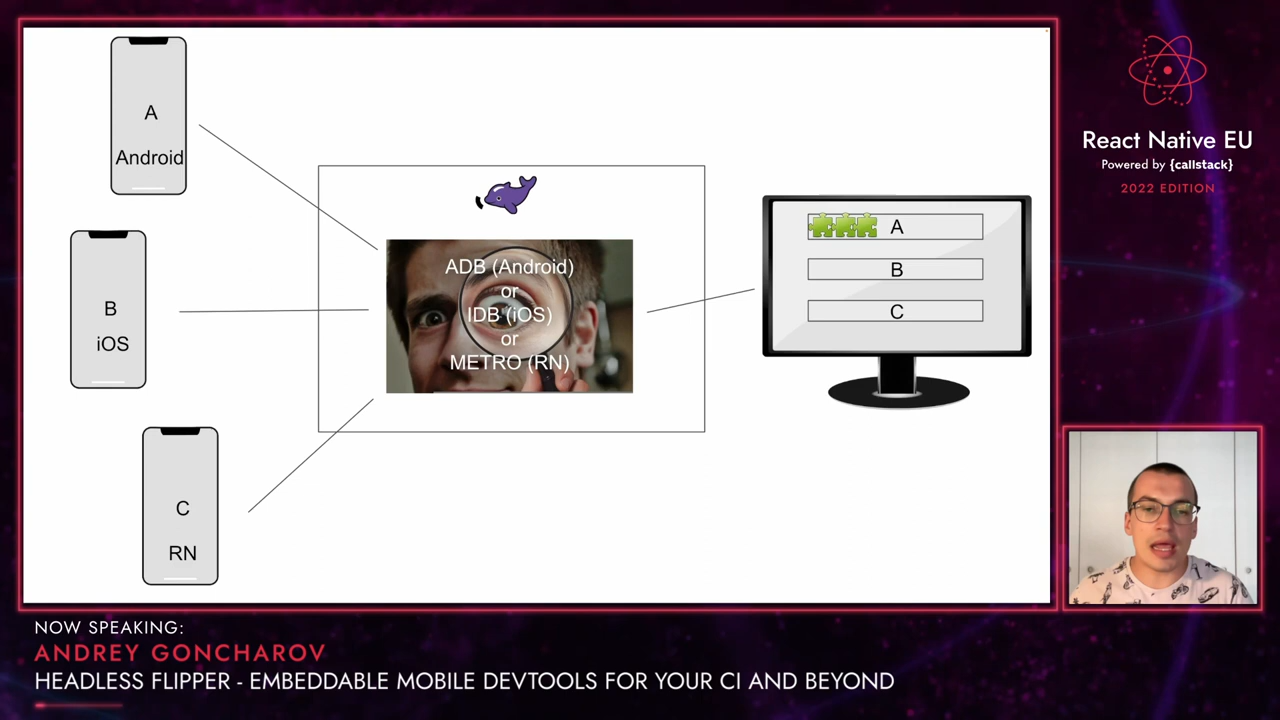 A
Android
B
iOS
C
RN
ADB (Android)
or
IDB (iOS)
or
METRO (RN)
A
B
C
React Native EU
Powered by {callstack}
2022 EDITION
NOW SPEAKING:
ANDREY GONCHAROV
HEADLESS FLIPPER - EMBEDDABLE MOBILE DEVTOOLS FOR YOUR CI AND BEYOND